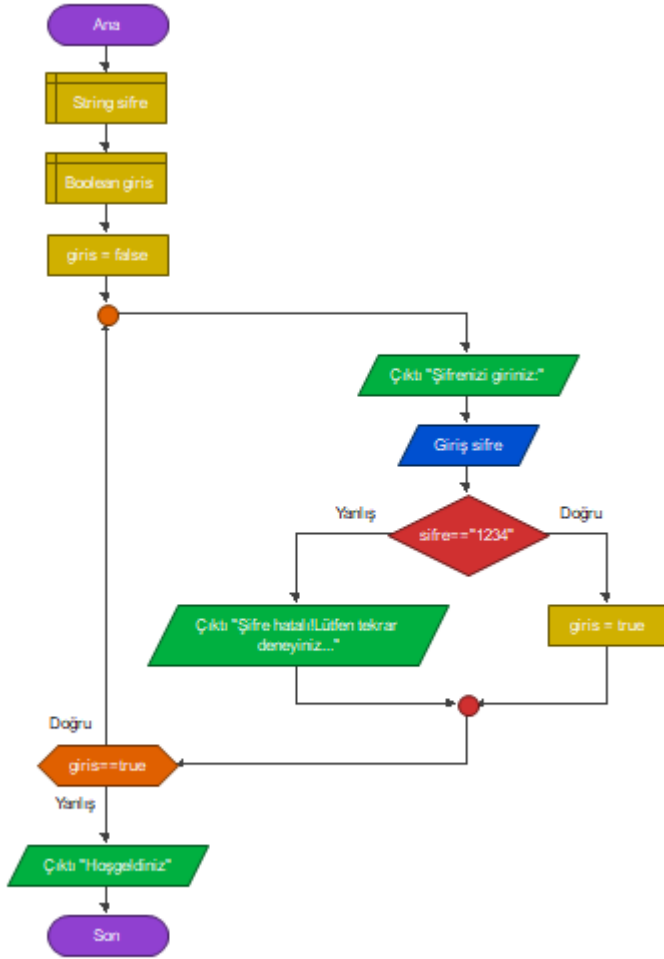 Ana
String sifre
Boolean giris
giris = false
Çıktı "Şifrenizi giriniz:"
Giriş sifre
Yanlış
sifre=="1234"
Doğru
Çıktı "Şifre hatalı!Lütfen tekrar
deneyiniz..."
giris = true
Doğru
giris==true
Yanlış
Çıktı "Hoşgeldiniz"
Son